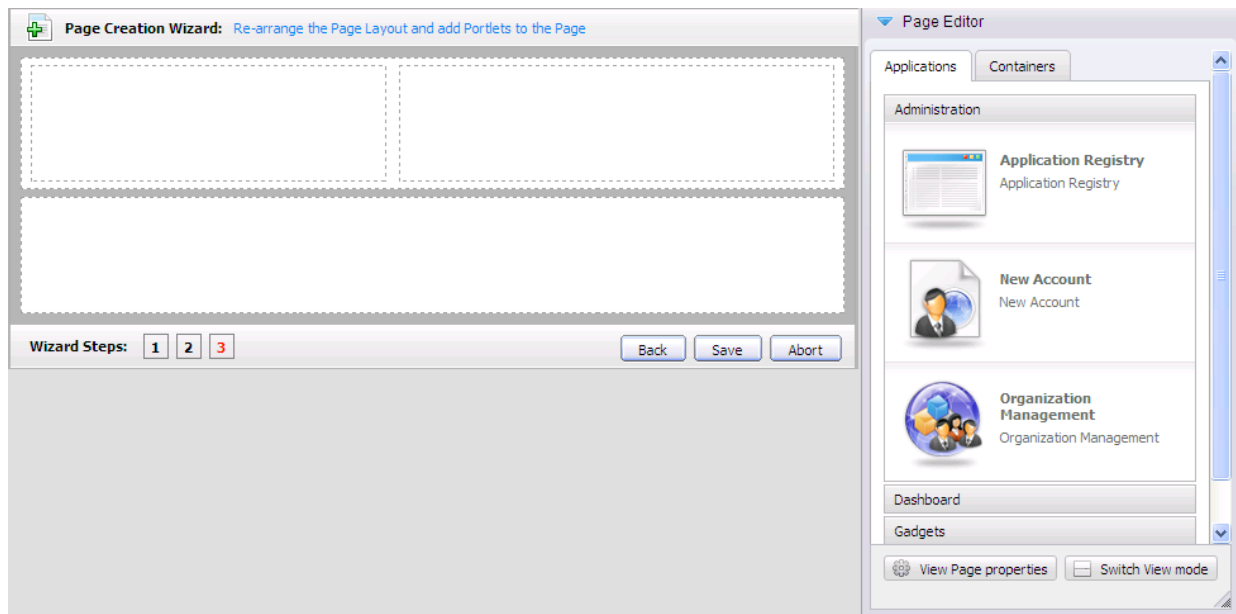 Page Creation Wizard: Re-arrange the Page Layout and add Portlets to the Page
Wizard Steps: 1 2 3
Back Save Abort
Page Editor
Applications Containers
Administration
Application Registry
Application Registry
New Account
New Account
Organization
Management
Organization Management
Dashboard
Gadgets
View Page properties Switch View mode